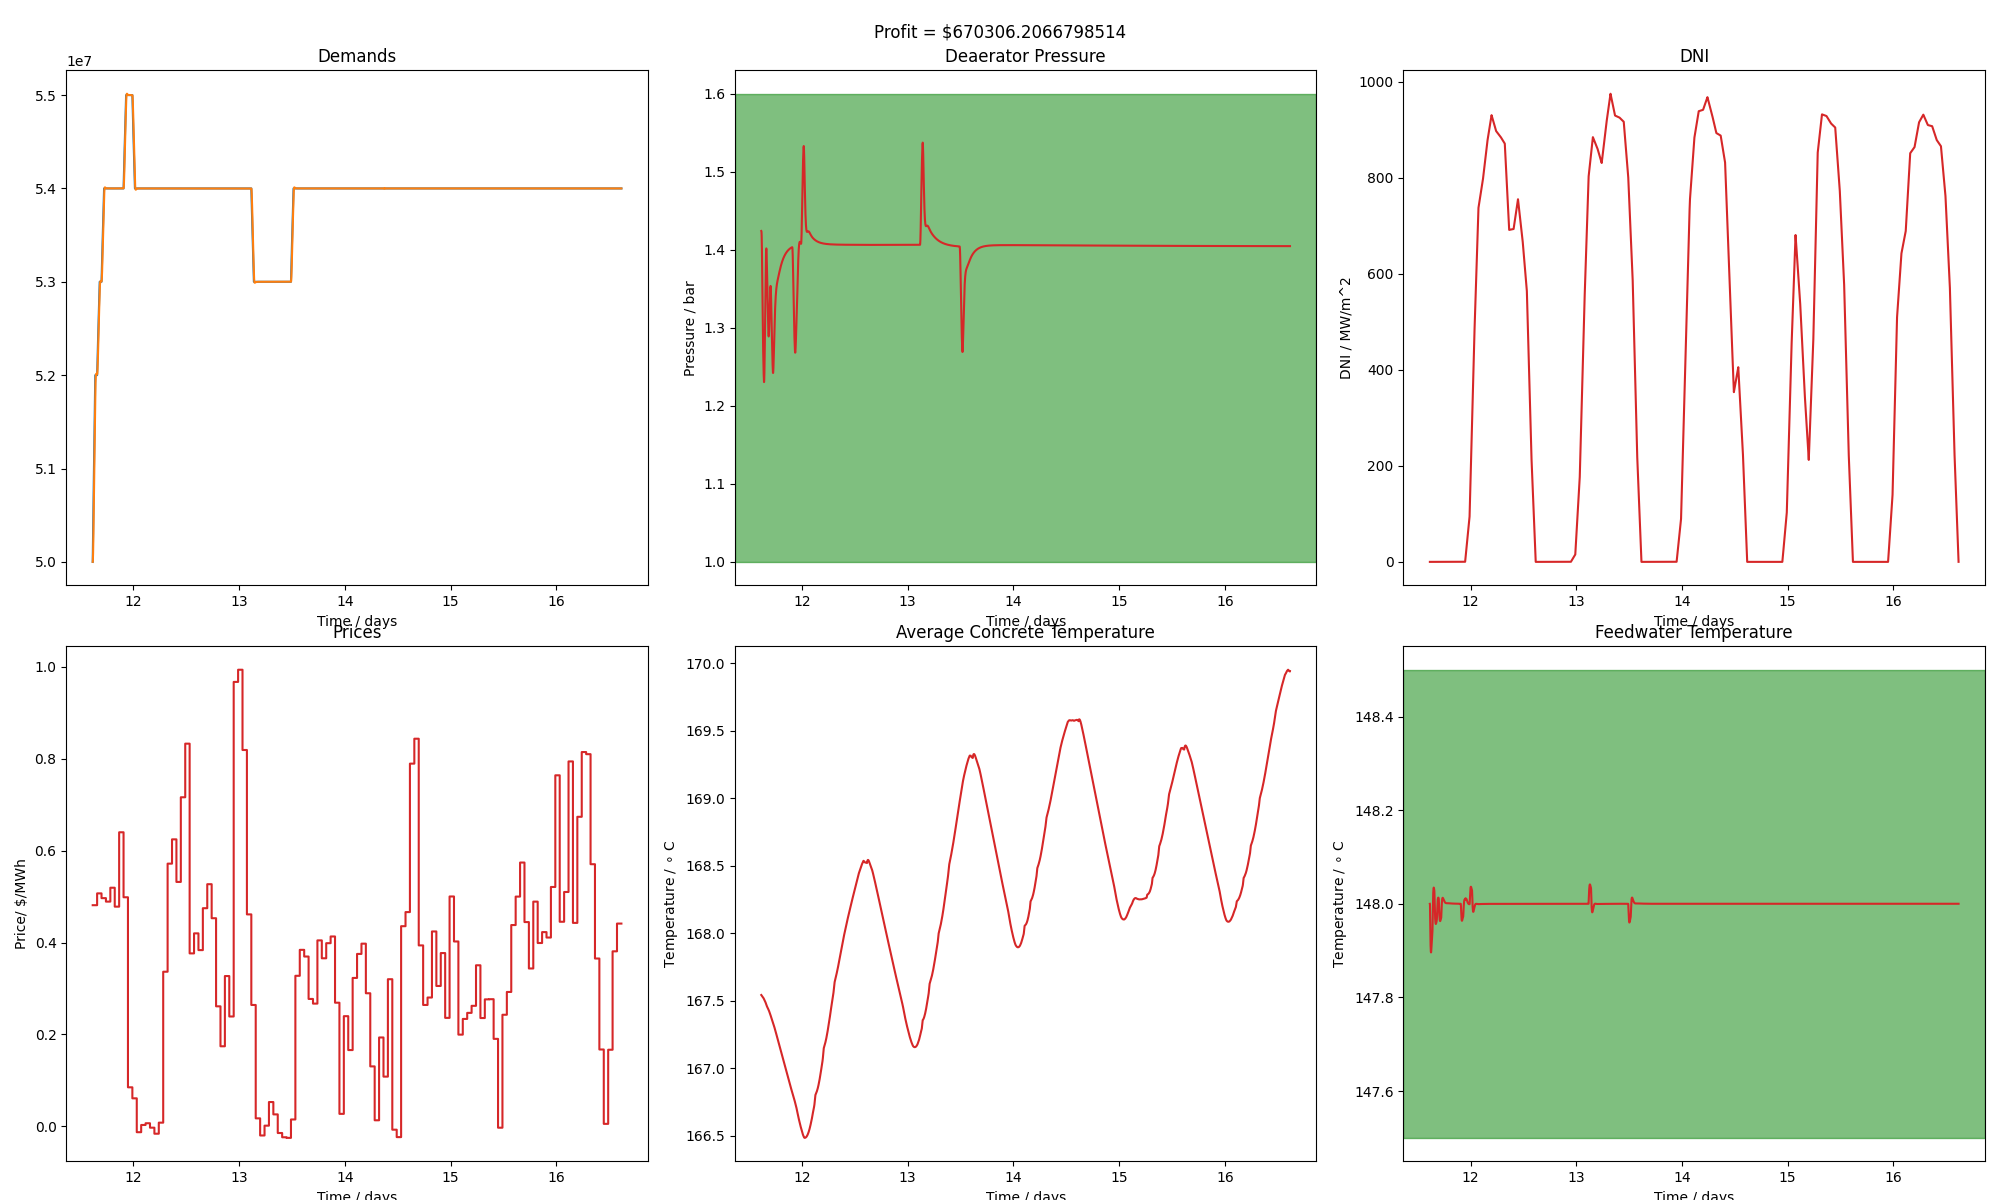 Profit = $670306.2066798514
Demands
1e7
5.5
5.4
5.3
5.2
5.1
5.0
12 13 14 15 16
Time / days
Deaerator Pressure
Pressure / bar
1.6
1.5
1.4
1.3
1.2
1.1
1.0
12 13 14 15 16
Time / days
DNI
DNI / MW/m^2
1000
800
600
400
200
0
12 13 14 15 16
Time / days
Prices
Price/ $/MWh
1.0
0.8
0.6
0.4
0.2
0.0
12 13 14 15 16
Time / days
Average Concrete Temperature
Temperature / ∘ C
170.0
169.5
169.0
168.5
168.0
167.5
167.0
166.5
12 13 14 15 16
Time / days
Feedwater Temperature
Temperature / ∘ C
148.4
148.2
148.0
147.8
147.6
12 13 14 15 16
Time / days